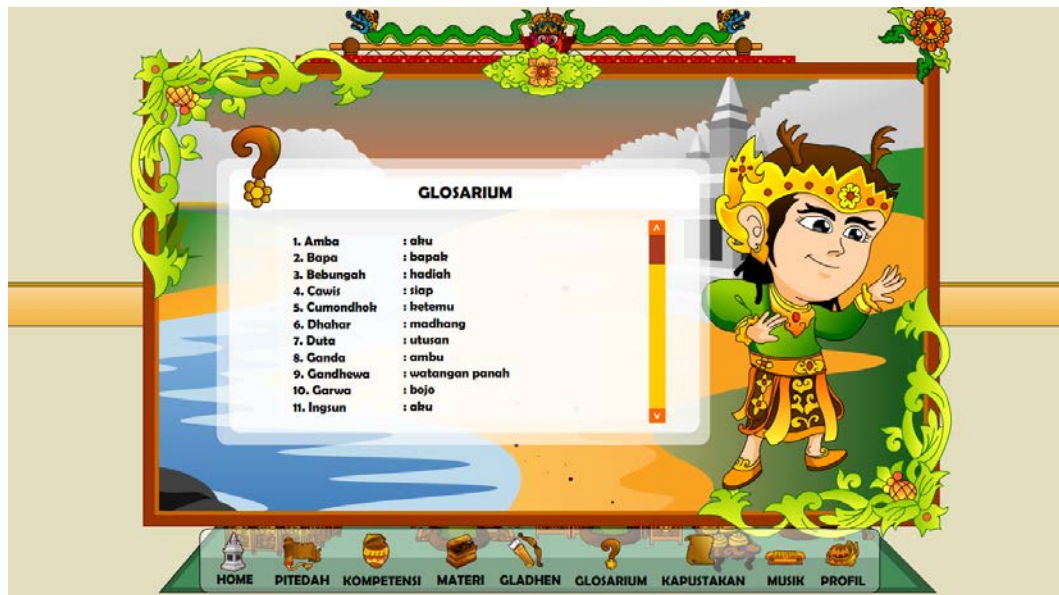 X
GLOSARIUM
1. Amba : aku
2. Bapa : bapak
3. Bebungah : hadiah
4. Cawis : siap
5. Cumondhok : ketemu
6. Dhahar : madhang
7. Duta : utusan
8. Ganda : ambu
9. Gandhewa : watangan panah
10. Garwa : bojo
11. Ingsun : aku
HOME PITEDAH KOMPETENSI MATERI GLADHEN GLOSARIUM KAPUSTAKAN MUSIK PROFIL